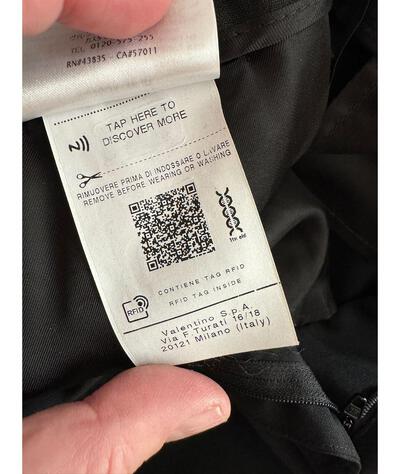 TEL 0120-575-255
RN#43835 - CA#57011
TAP HERE TO
DISCOVER MORE
RIMUOVERE PRIMA DI INDOSSARE O LAVARE
REMOVE BEFORE WEARING OR WASHING
CONTIENE TAG RFID
RFID TAG INSIDE
RFID
Valentino S.p.A.
Via F.Turati 16/18
20121 Milano (Italy)